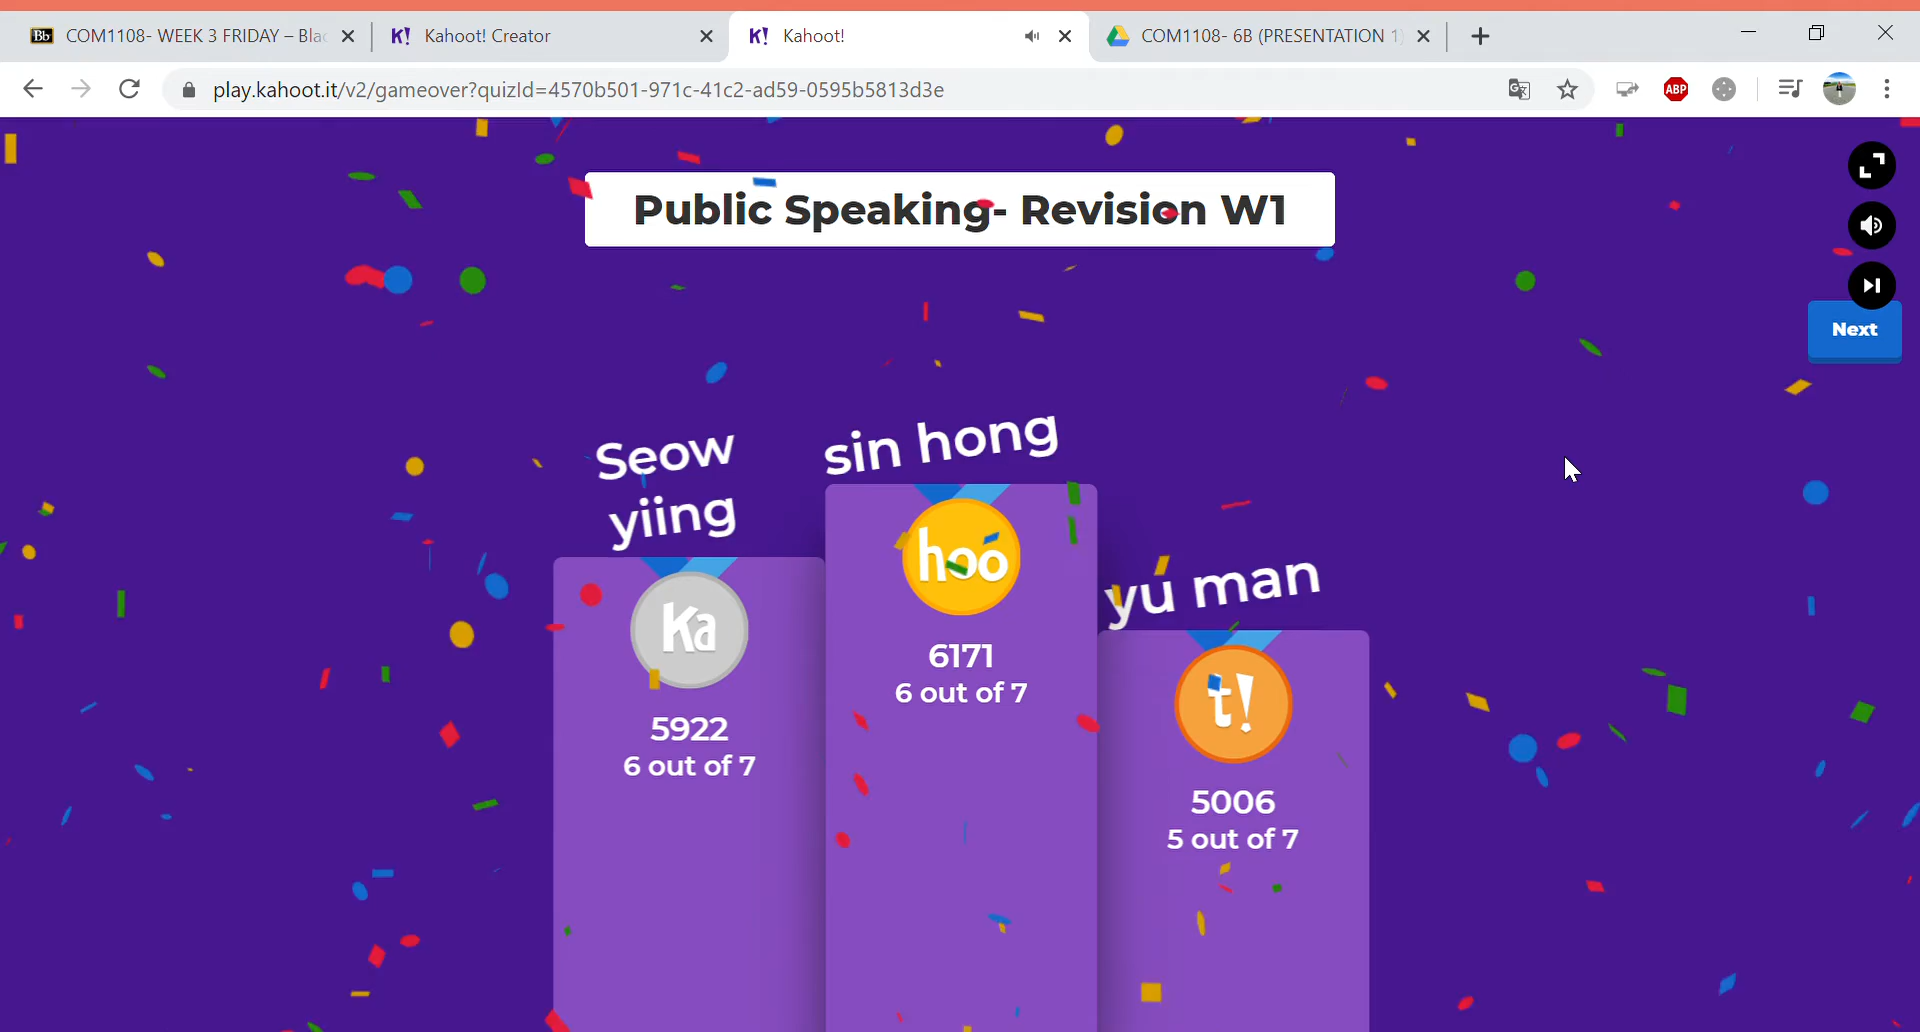 COM1108- WEEK 3 FRIDAY – Bla
Kahoot! Creator
Kahoot!
COM1108- 6B (PRESENTATION 1)
play.kahoot.it/v2/gameover?quizId=4570b501-971c-41c2-ad59-0595b5813d3e
ABP
Public Speaking- Revision W1
Next
Seow
yiing
sin hong
yu man
ka
5922
6 out of 7
hoo
6171
6 out of 7
t!
5006
5 out of 7